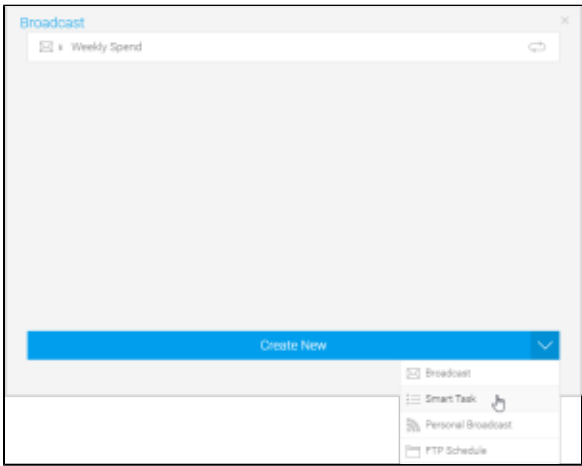 Broadcast
Weekly Spend
Create New
Broadcast
Smart Task
Personal Broadcast
FTP Schedule